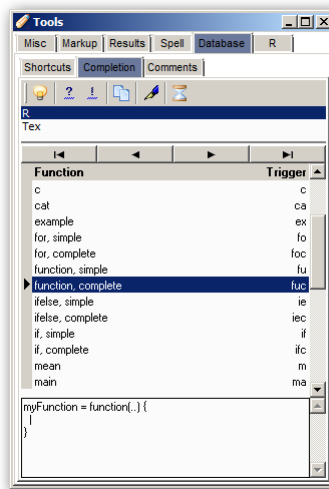 Tools
Misc Markup Results Spell Database R
Shortcuts Completion Comments
R
Tex
Function Trigger
c c
cat ca
example ex
for, simple fo
for, complete foc
function, simple fu
function, complete fuc
ifelse, simple ie
ifelse, complete iec
if, simple if
if, complete ifc
mean m
main ma
myFunction = function(..) {
|
}